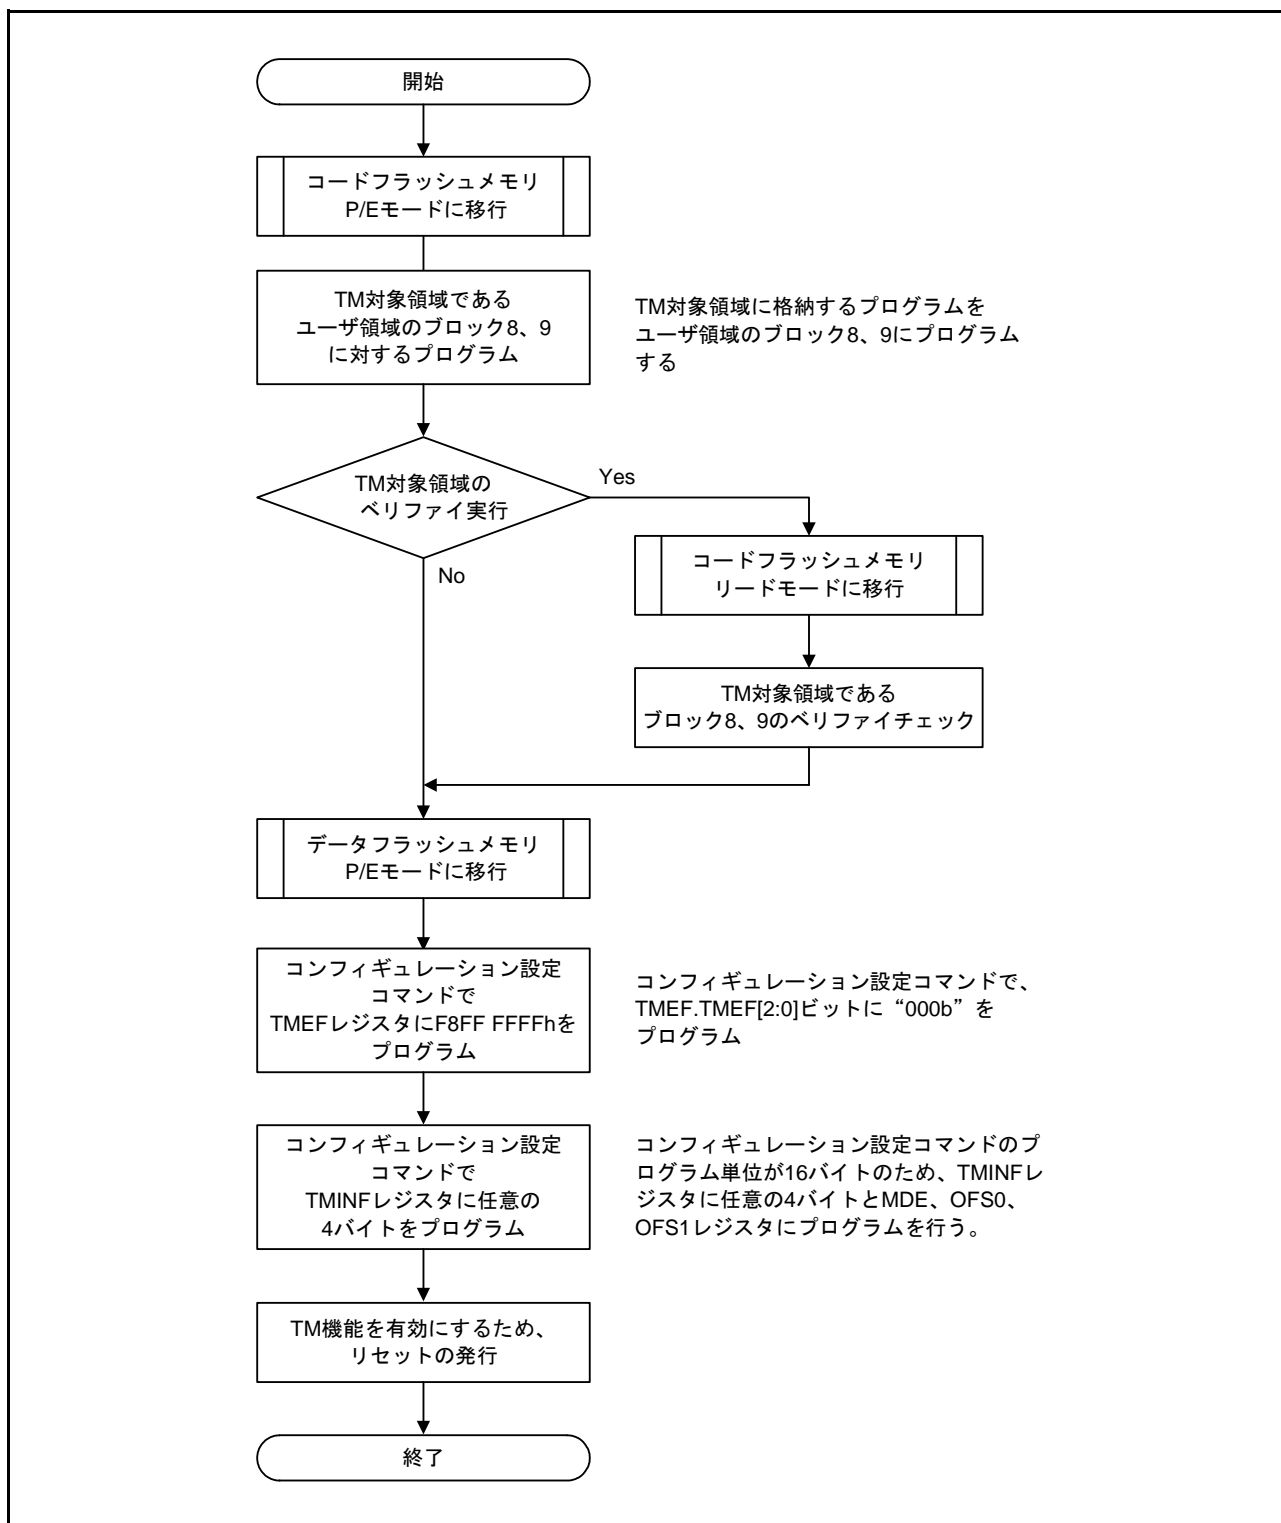 開始
コードフラッシュメモリ
P/Eモードに移行
TM対象領域である
ユーザ領域のブロック8、9
に対するプログラム
TM対象領域に格納するプログラムを
ユーザ領域のブロック8、9にプログラム
する
TM対象領域の
ベリファイ実行
Yes
No
コードフラッシュメモリ
リードモードに移行
TM対象領域である
ブロック8、9のベリファイチェック
データフラッシュメモリ
P/Eモードに移行
コンフィギュレーション設定
コマンドで
TMEFレジスタにF8FF FFFFhを
プログラム
コンフィギュレーション設定コマンドで、
TMEF.TMEF[2:0]ビットに“000b”を
プログラム
コンフィギュレーション設定
コマンドで
TMINFレジスタに任意の
4バイトをプログラム
コンフィギュレーション設定コマンドのプ
ログラム単位が16バイトのため、TMINFレ
ジスタに任意の4バイトとMDE、OFS0、
OFS1レジスタにプログラムを行う。
TM機能を有効にするため、
リセットの発行
終了